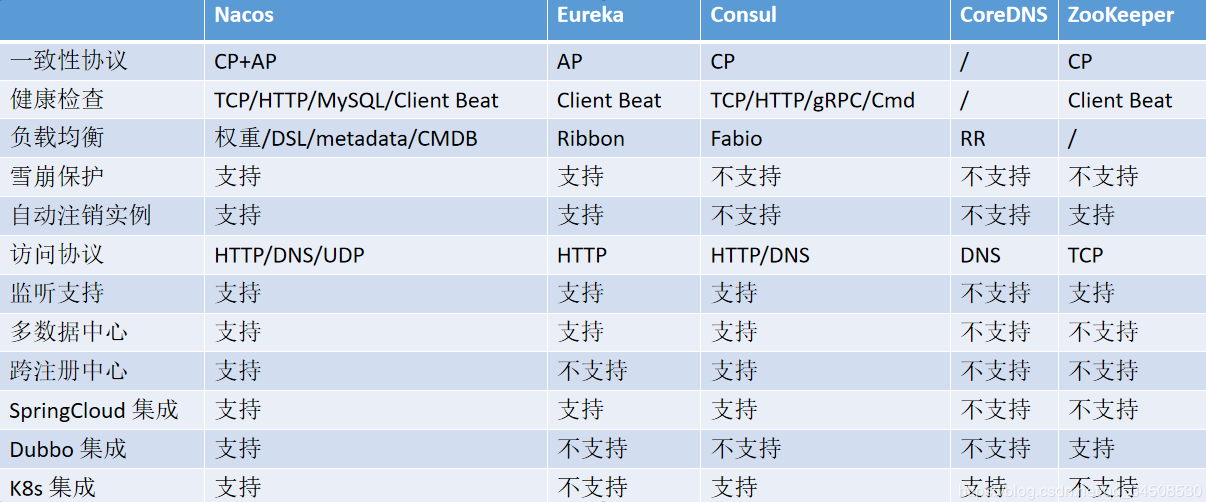 Nacos Eureka Consul CoreDNS ZooKeeper
一致性协议 CP+AP AP CP / CP
健康检查 TCP/HTTP/MySQL/Client Beat Client Beat TCP/HTTP/gRPC/Cmd / Client Beat
负载均衡 权重/DSL/metadata/CMDB Ribbon Fabio RR /
雪崩保护 支持 支持 不支持 不支持 不支持
自动注销实例 支持 支持 不支持 不支持 支持
访问协议 HTTP/DNS/UDP HTTP HTTP/DNS DNS TCP
监听支持 支持 支持 支持 不支持 支持
多数据中心 支持 支持 支持 不支持 不支持
跨注册中心 支持 不支持 支持 不支持 不支持
SpringCloud 集成 支持 支持 支持 不支持 不支持
Dubbo 集成 支持 不支持 不支持 不支持 支持
K8s 集成 支持 不支持 支持 支持 不支持